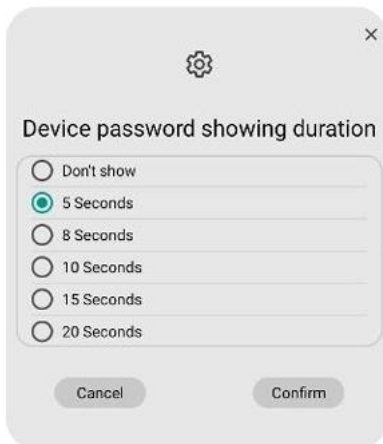 Device password showing duration
Don't show
5 Seconds
8 Seconds
10 Seconds
15 Seconds
20 Seconds
Cancel
Confirm